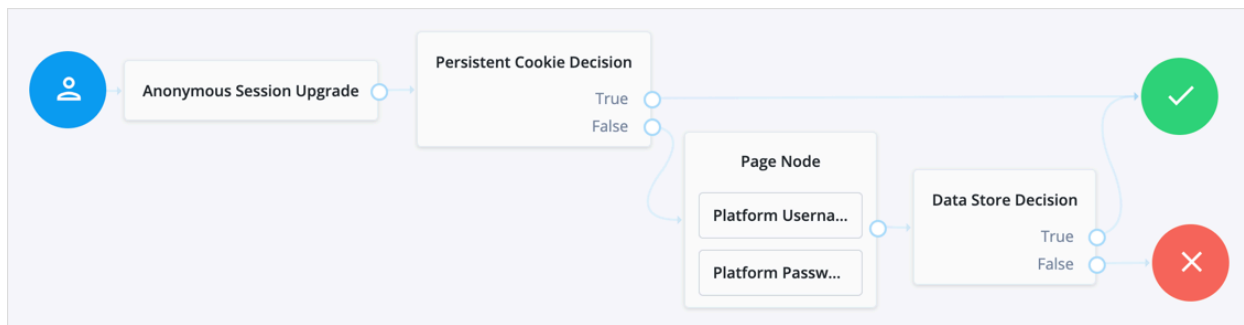 Anonymous Session Upgrade
Persistent Cookie Decision
True
False
Page Node
Platform Userna...
Platform Passw...
Data Store Decision
True
False